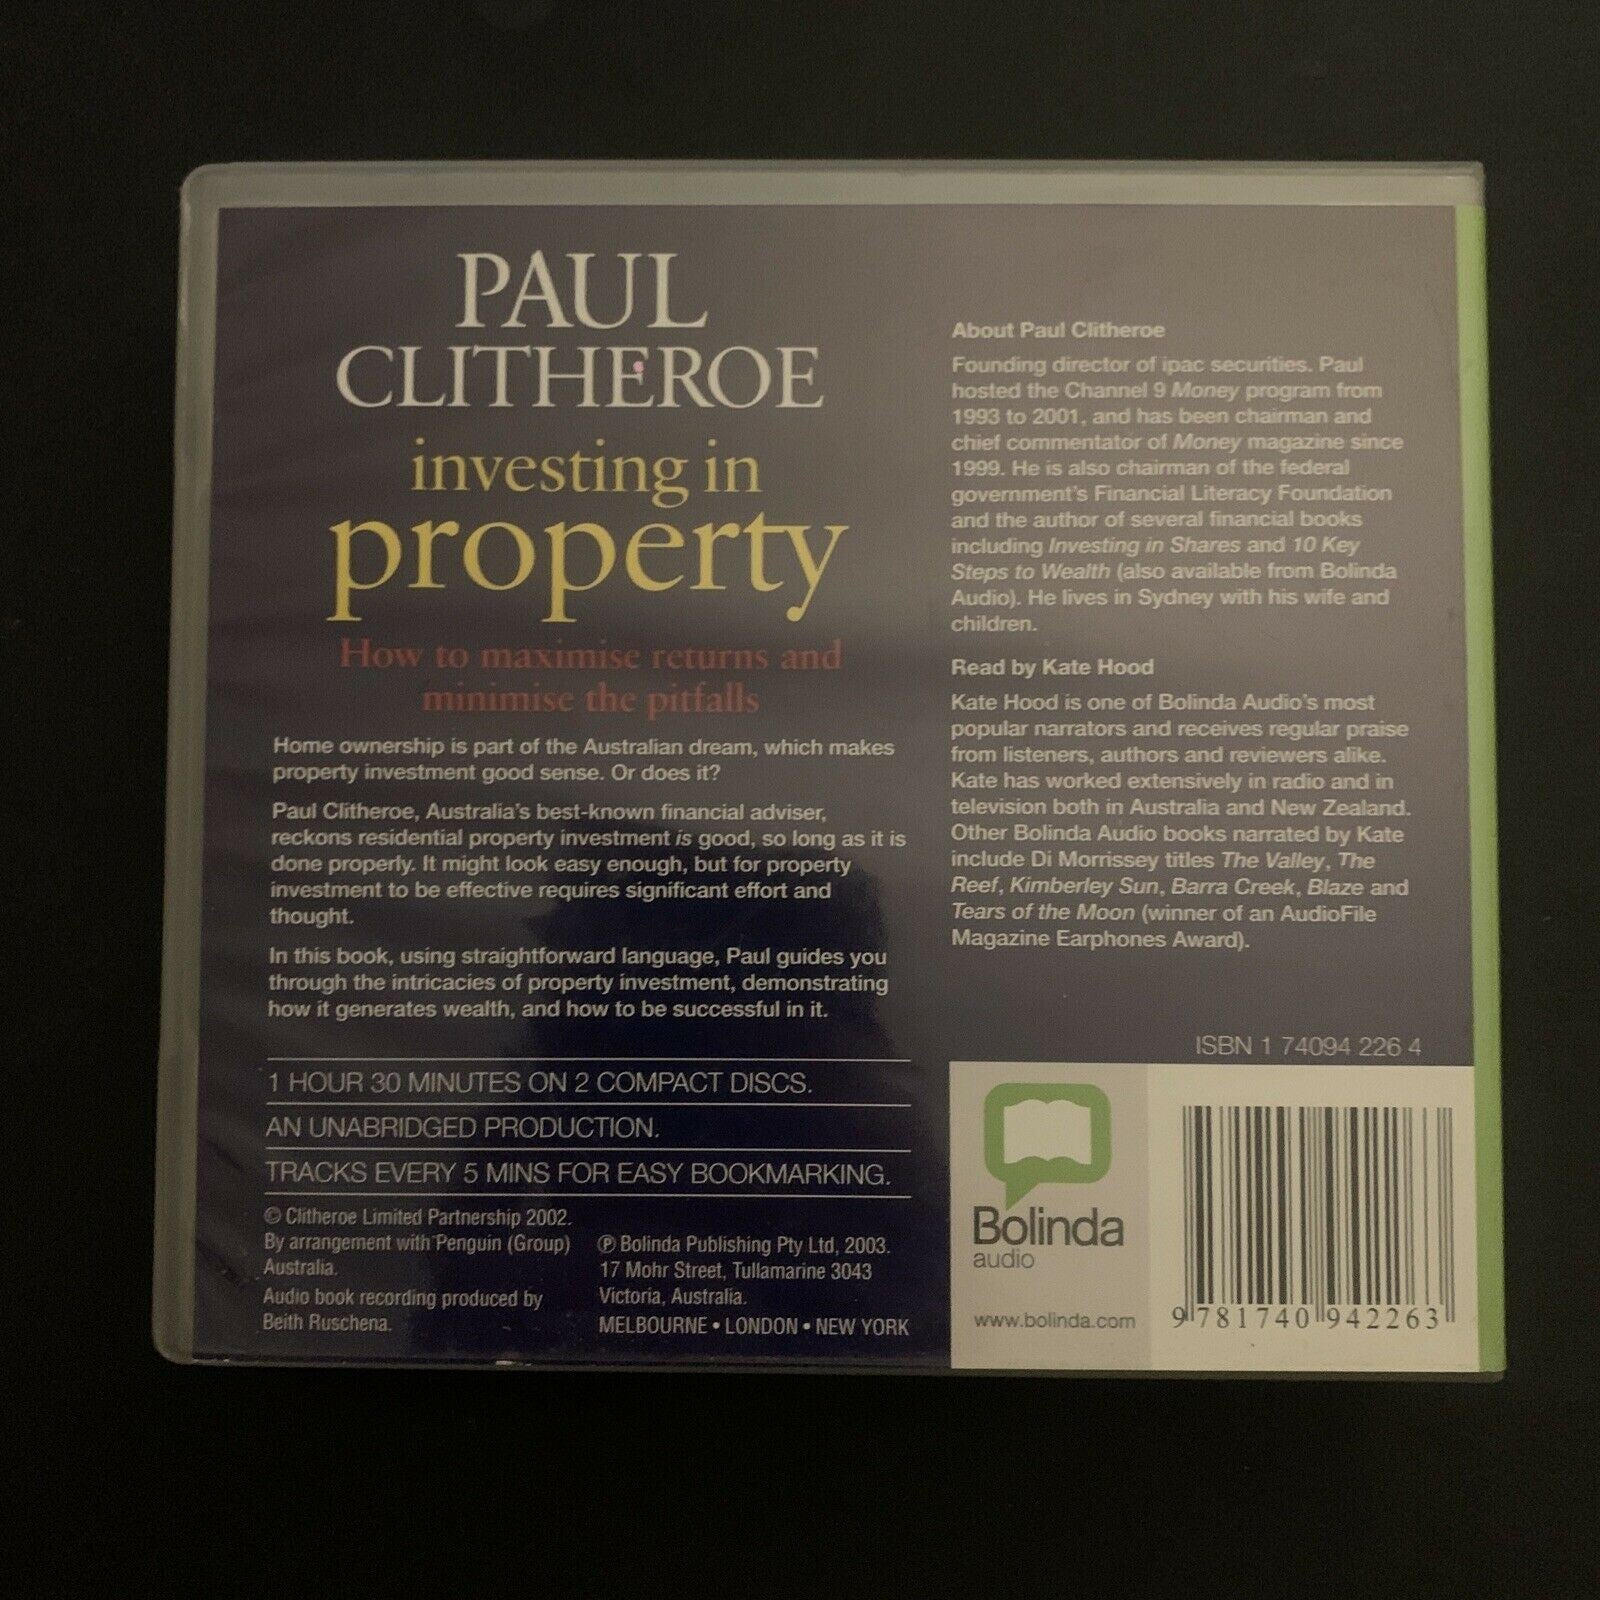 PAUL
CLITHEROE
investing in
property
How to maximise returns and
minimise the pitfalls
Home ownership is part of the Australian dream, which makes
property investment good sense. Or does it?
Paul Clitheroe, Australia's best-known financial adviser,
reckons residential property investment is good, so long as it is
done properly. It might look easy enough, but for property
investment to be effective requires significant effort and
thought.
In this book, using straightforward language, Paul guides you
through the intricacies of property investment, demonstrating
how it generates wealth, and how to be successful in it.
1 HOUR 30 MINUTES ON 2 COMPACT DISCS.
AN UNABRIDGED PRODUCTION.
TRACKS EVERY 5 MINS FOR EASY BOOKMARKING.
© Clitheroe Limited Partnership 2002.
By arrangement with Penguin (Group)
Australia.
Audio book recording produced by
Beith Ruschena.
℗ Bolinda Publishing Pty Ltd, 2003.
17 Mohr Street, Tullamarine 3043
Victoria, Australia.
MELBOURNE • LONDON • NEW YORK
About Paul Clitheroe
Founding director of ipac securities. Paul
hosted the Channel 9 Money program from
1993 to 2001, and has been chairman and
chief commentator of Money magazine since
1999. He is also chairman of the federal
government's Financial Literacy Foundation
and the author of several financial books
including Investing in Shares and 10 Key
Steps to Wealth (also available from Bolinda
Audio). He lives in Sydney with his wife and
children.
Read by Kate Hood
Kate Hood is one of Bolinda Audio's most
popular narrators and receives regular praise
from listeners, authors and reviewers alike.
Kate has worked extensively in radio and in
television both in Australia and New Zealand.
Other Bolinda Audio books narrated by Kate
include Di Morrissey titles The Valley, The
Reef, Kimberley Sun, Barra Creek, Blaze and
Tears of the Moon (winner of an AudioFile
Magazine Earphones Award).
ISBN 1 74094 226 4
Bolinda
audio
www.bolinda.com
9 781740 942263